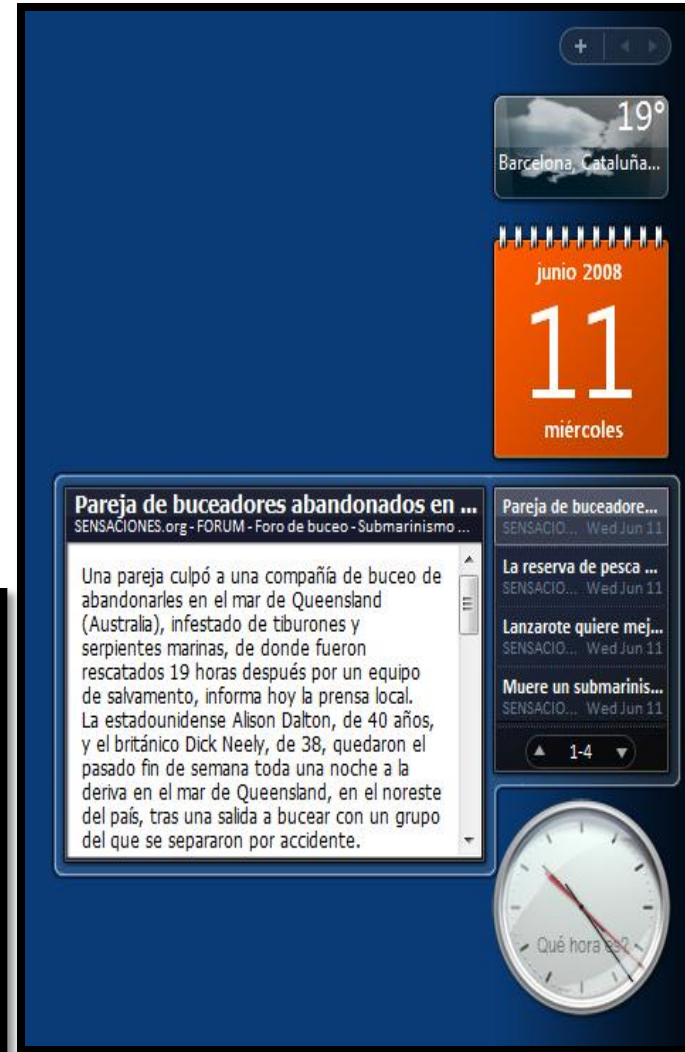 19°
Barcelona, Cataluña...
junio 2008
11
miércoles
Pareja de buceadores abandonados en ...
SENSACIONES.org - FORUM - Foro de buceo - Submarinismo ...
Una pareja culpó a una compañía de buceo de
abandonarles en el mar de Queensland
(Australia), infestado de tiburones y
serpientes marinas, de donde fueron
rescatados 19 horas después por un equipo
de salvamento, informa hoy la prensa local.
La estadounidense Alison Dalton, de 40 años,
y el británico Dick Neely, de 38, quedaron el
pasado fin de semana toda una noche a la
deriva en el mar de Queensland, en el noreste
del país, tras una salida a bucear con un grupo
del que se separaron por accidente.
Pareja de buceadore...
SENSACIO... Wed Jun 11
La reserva de pesca ...
SENSACIO... Wed Jun 11
Lanzarote quiere mej...
SENSACIO... Wed Jun 11
Muere un submarinis...
SENSACIO... Wed Jun 11
1-4
Qué hora es?